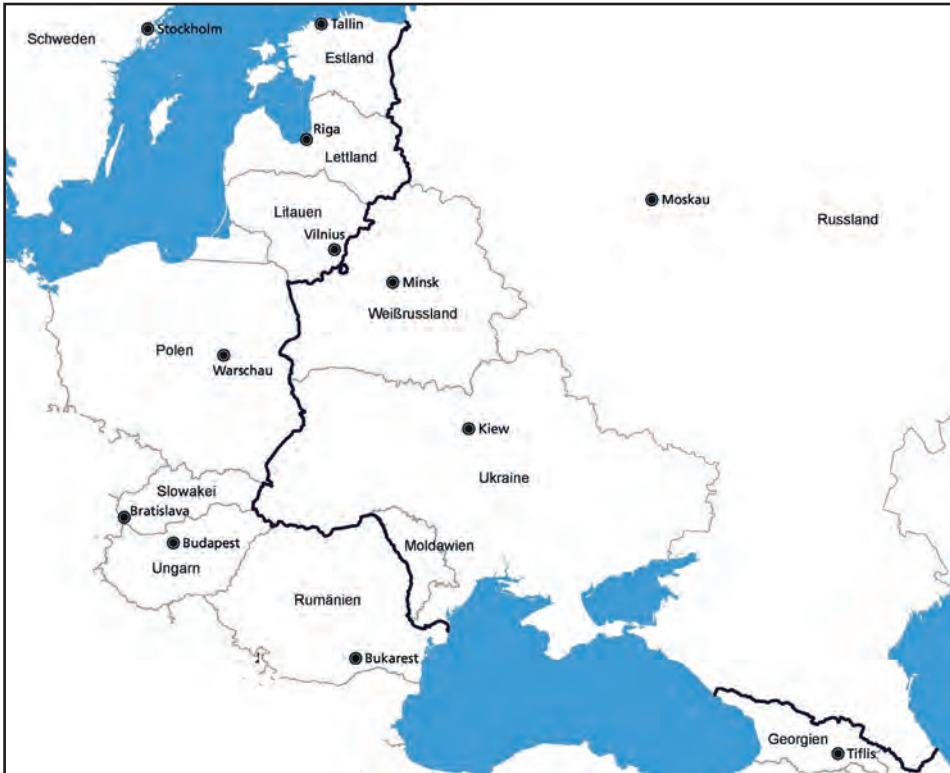 Schweden
Stockholm
Tallin
Estland
Riga
Lettland
Moskau
Russland
Litauen
Vilnius
Minsk
Weißrussland
Polen
Warschau
Kiew
Ukraine
Slowakei
Bratislava
Budapest
Ungarn
Moldawien
Rumänien
Bukarest
Georgien
Tiflis